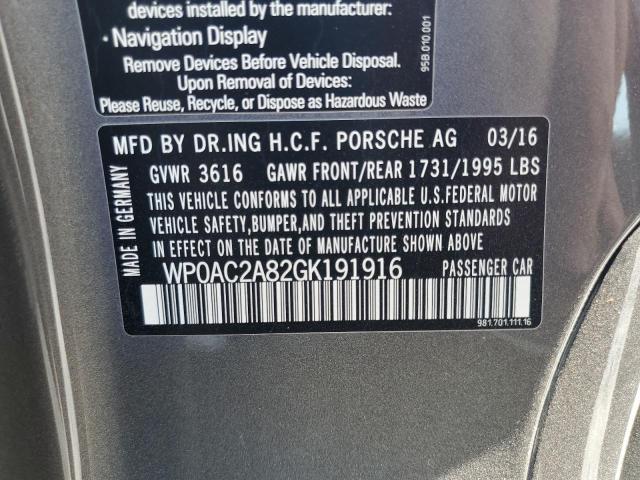 devices installed by the manufacturer:
• Navigation Display
Remove Devices Before Vehicle Disposal.
Upon Removal of Devices:
Please Reuse, Recycle, or Dispose as Hazardous Waste
95B.010.001
MFD BY DR.ING H.C.F. PORSCHE AG 03/16
GVWR 3616 GAWR FRONT/REAR 1731/1995 LBS
THIS VEHICLE CONFORMS TO ALL APPLICABLE U.S.FEDERAL MOTOR
VEHICLE SAFETY,BUMPER,AND THEFT PREVENTION STANDARDS
IN EFFECT ON THE DATE OF MANUFACTURE SHOWN ABOVE
WP0AC2A82GK191916 PASSENGER CAR
MADE IN GERMANY
981.701.111.16